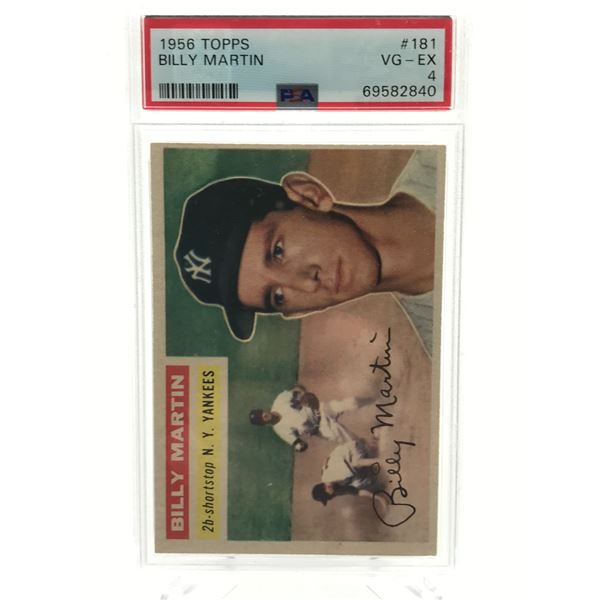 1956 TOPPS #181
BILLY MARTIN VG-EX
4
PSA 69582840
NY
BILLY MARTIN
2b-shortstop N. Y. YANKEES
Billy Martin